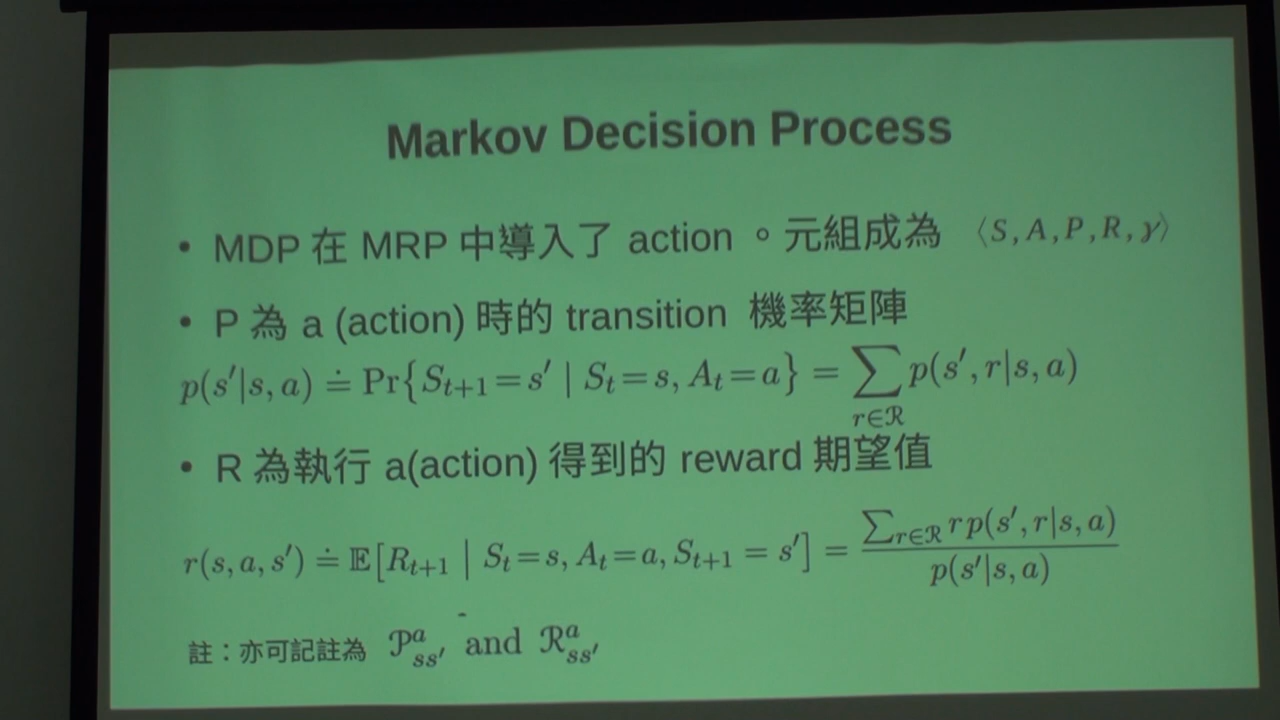 Markov Decision Process
• MDP 在 MRP 中導入了 action 。元組成為 ⟨S,A,P,R,γ⟩
• P 為 a (action) 時的 transition 機率矩陣
p(s′|s, a) ≐ Pr{S_{t+1}=s′ | S_t=s, A_t=a} = ∑_{r∈ℛ} p(s′, r|s, a)
• R 為執行 a(action) 得到的 reward 期望值
r(s, a, s′) ≐ 𝔼[R_{t+1} | S_t=s, A_t=a, S_{t+1} = s′] = ∑_{r∈ℛ} r p(s′, r|s, a) / p(s′|s, a)
註：亦可記註為 𝒫^a_{ss′} and ℛ^a_{ss′}